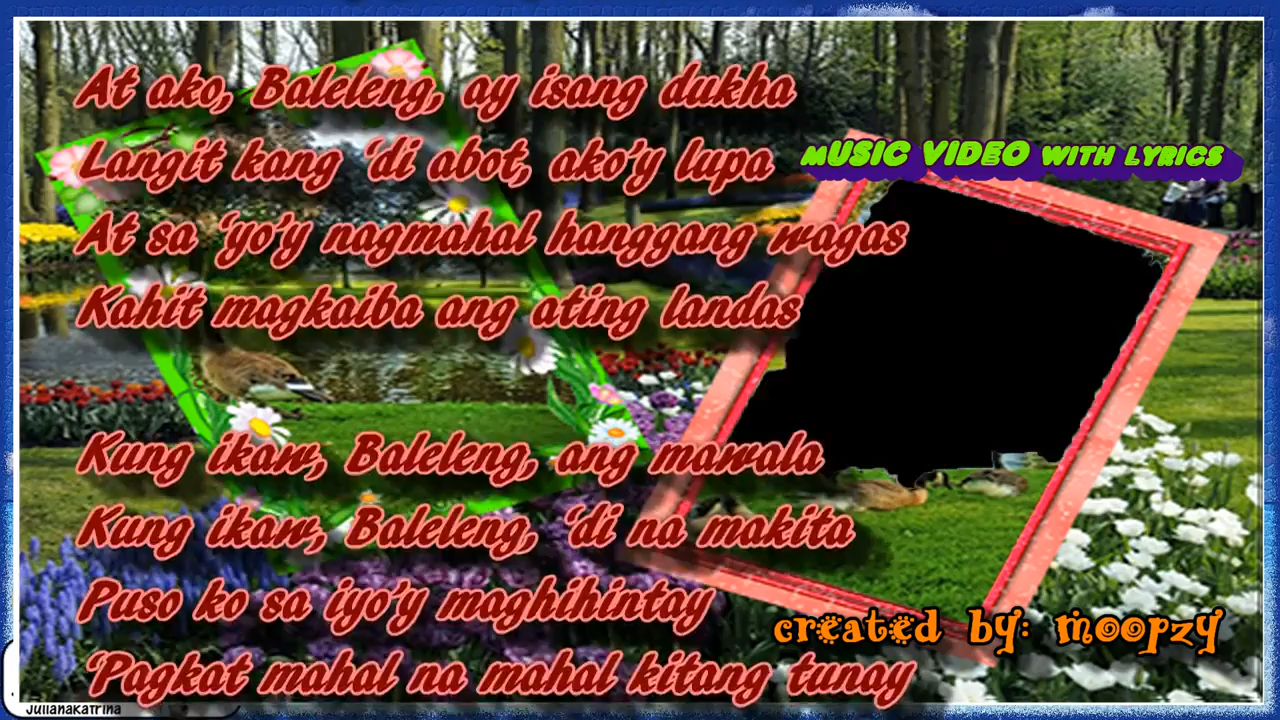 At ako, Baleleng, ay isang dukha
Langit kang ‘di abot, ako’y lupa
At sa ‘yo’y nagmahal hanggang wagas
Kahit magkaiba ang ating landas
MUSIC VIDEO WITH LYRICS
Kung ikaw, Baleleng, ang mawala
Kung ikaw, Baleleng, ‘di na makita
Puso ko sa iyo’y maghihintay
‘Pagkat mahal na mahal kitang tunay
created by: moopzy
julianakatrina